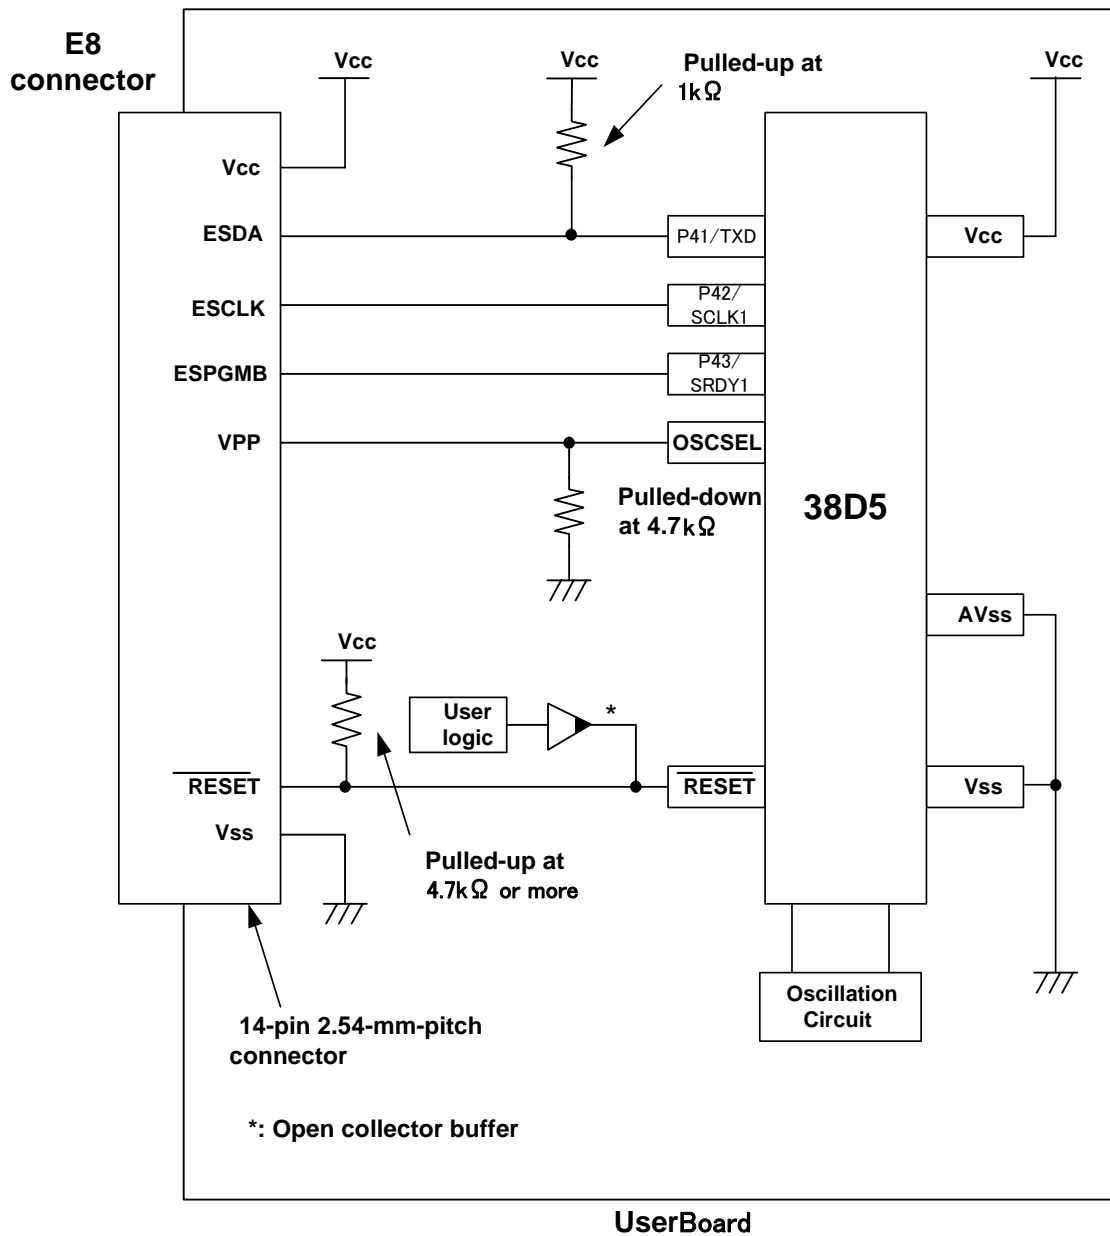 E8
connector
Vcc
Vcc
Pulled-up at
1kΩ
Vcc
Vcc
ESDA
P41/TXD
Vcc
ESCLK
P42/
SCLK1
ESPGMB
P43/
SRDY1
VPP
OSCSEL
Pulled-down
at 4.7kΩ
38D5
AVss
Vcc
User
logic
*
RESET
RESET
Vss
Vss
Pulled-up at
4.7kΩ or more
Oscillation
Circuit
14-pin 2.54-mm-pitch
connector
*: Open collector buffer
UserBoard